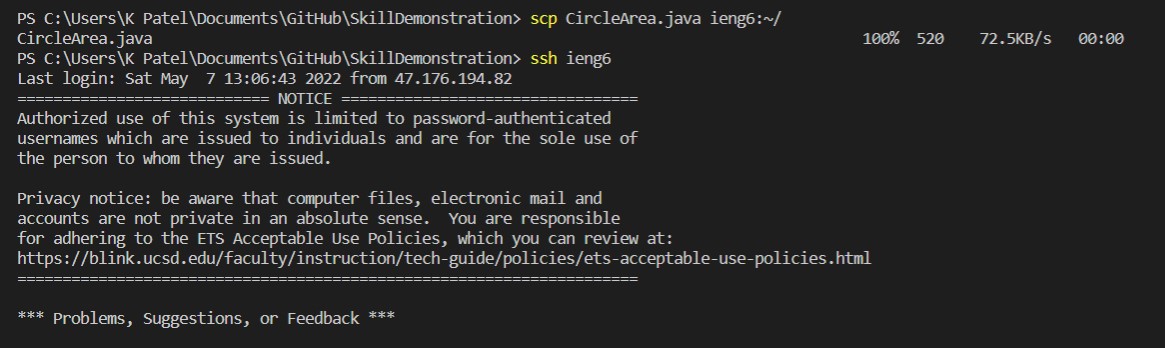 PS C:\Users\K Patel\Documents\GitHub\SkillDemonstration> scp CircleArea.java ieng6:~/
CircleArea.java 100% 520 72.5KB/s 00:00
PS C:\Users\K Patel\Documents\GitHub\SkillDemonstration> ssh ieng6
Last login: Sat May  7 13:06:43 2022 from 47.176.194.82
============================ NOTICE =================================
Authorized use of this system is limited to password-authenticated
usernames which are issued to individuals and are for the sole use of
the person to whom they are issued.

Privacy notice: be aware that computer files, electronic mail and
accounts are not private in an absolute sense.  You are responsible
for adhering to the ETS Acceptable Use Policies, which you can review at:
https://blink.ucsd.edu/faculty/instruction/tech-guide/policies/ets-acceptable-use-policies.html
=====================================================================

*** Problems, Suggestions, or Feedback ***